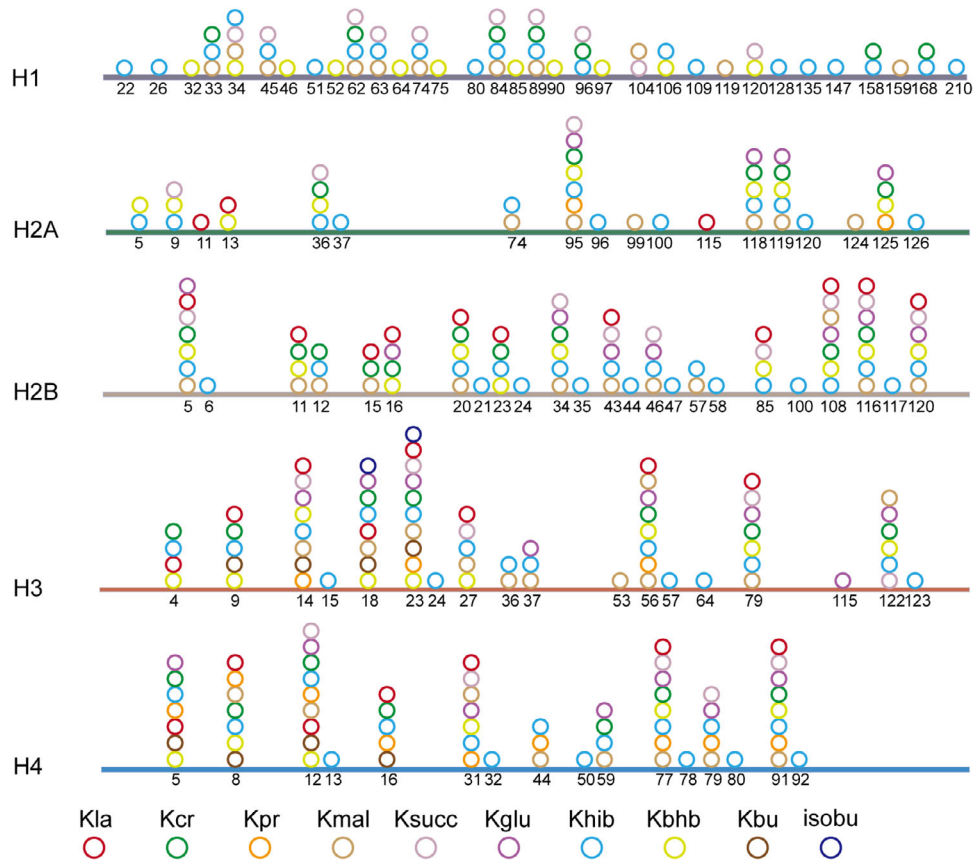 H1
22 26 32 33 34 45 46 51 52 62 63 64 74 75 80 84 85 89 90 96 97 104 106 109 119 120 128 135 147 158 159 168 210
H2A
5 9 11 13 36 37 74 95 96 99 100 115 118 119 120 124 125 126
H2B
5 6 11 12 15 16 20 21 23 24 34 35 43 44 46 47 57 58 85 100 108 116 117 120
H3
4 9 14 15 18 23 24 27 36 37 53 56 57 64 79 115 122 123
H4
5 8 12 13 16 31 32 44 50 59 77 78 79 80 91 92
Kla Kcr Kpr Kmal Ksucc Kglu Khib Kbhb Kbu isobu